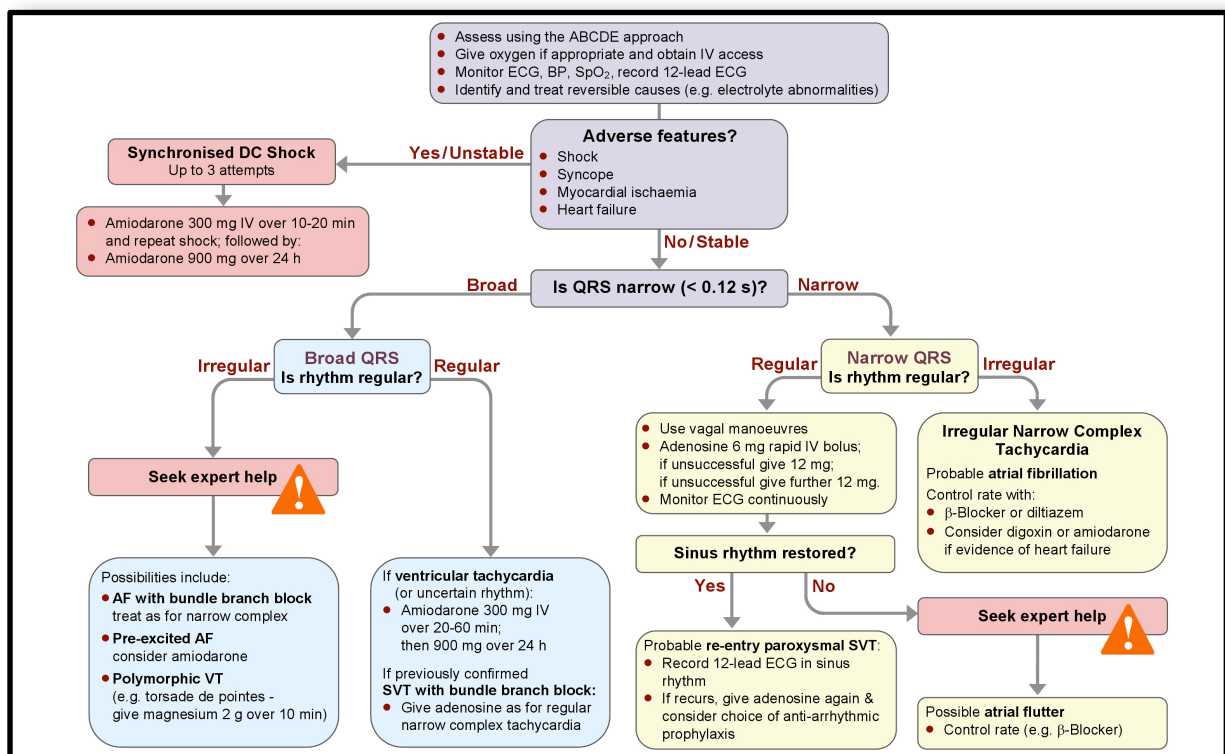 • Assess using the ABCDE approach
• Give oxygen if appropriate and obtain IV access
• Monitor ECG, BP, SpO₂, record 12-lead ECG
• Identify and treat reversible causes (e.g. electrolyte abnormalities)
Adverse features?
• Shock
• Syncope
• Myocardial ischaemia
• Heart failure
Yes/Unstable
Synchronised DC Shock
Up to 3 attempts
• Amiodarone 300 mg IV over 10-20 min
and repeat shock; followed by:
• Amiodarone 900 mg over 24 h
No/Stable
Is QRS narrow (< 0.12 s)?
Broad
Narrow
Broad QRS
Is rhythm regular?
Irregular
Regular
Seek expert help
!
Possibilities include:
• AF with bundle branch block
treat as for narrow complex
• Pre-excited AF
consider amiodarone
• Polymorphic VT
(e.g. torsade de pointes -
give magnesium 2 g over 10 min)
If ventricular tachycardia
(or uncertain rhythm):
• Amiodarone 300 mg IV
over 20-60 min;
then 900 mg over 24 h
If previously confirmed
SVT with bundle branch block:
• Give adenosine as for regular
narrow complex tachycardia
Narrow QRS
Is rhythm regular?
Regular
Irregular
• Use vagal manoeuvres
• Adenosine 6 mg rapid IV bolus;
if unsuccessful give 12 mg;
if unsuccessful give further 12 mg.
• Monitor ECG continuously
Irregular Narrow Complex
Tachycardia
Probable atrial fibrillation
Control rate with:
• β-Blocker or diltiazem
• Consider digoxin or amiodarone
if evidence of heart failure
Sinus rhythm restored?
Yes
No
Probable re-entry paroxysmal SVT:
• Record 12-lead ECG in sinus
rhythm
• If recurs, give adenosine again &
consider choice of anti-arrhythmic
prophylaxis
Seek expert help
!
Possible atrial flutter
• Control rate (e.g. β-Blocker)